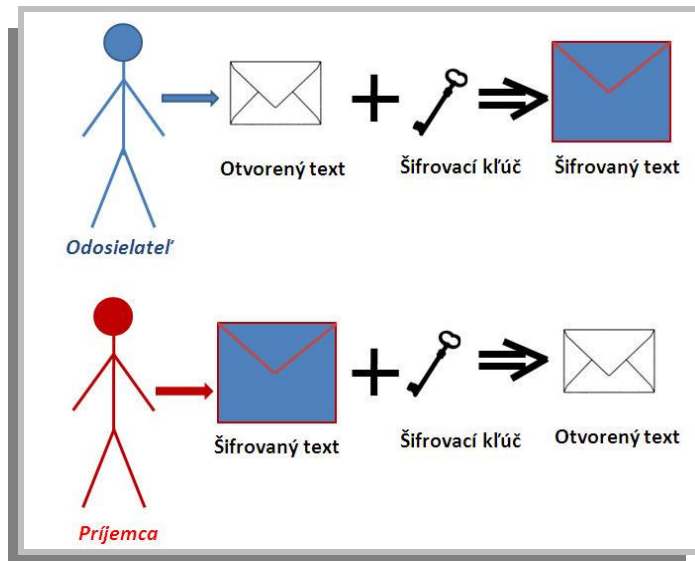 Otvorený text
Šifrovací kľúč
Šifrovaný text
Odosielateľ
Šifrovaný text
Šifrovací kľúč
Otvorený text
Príjemca